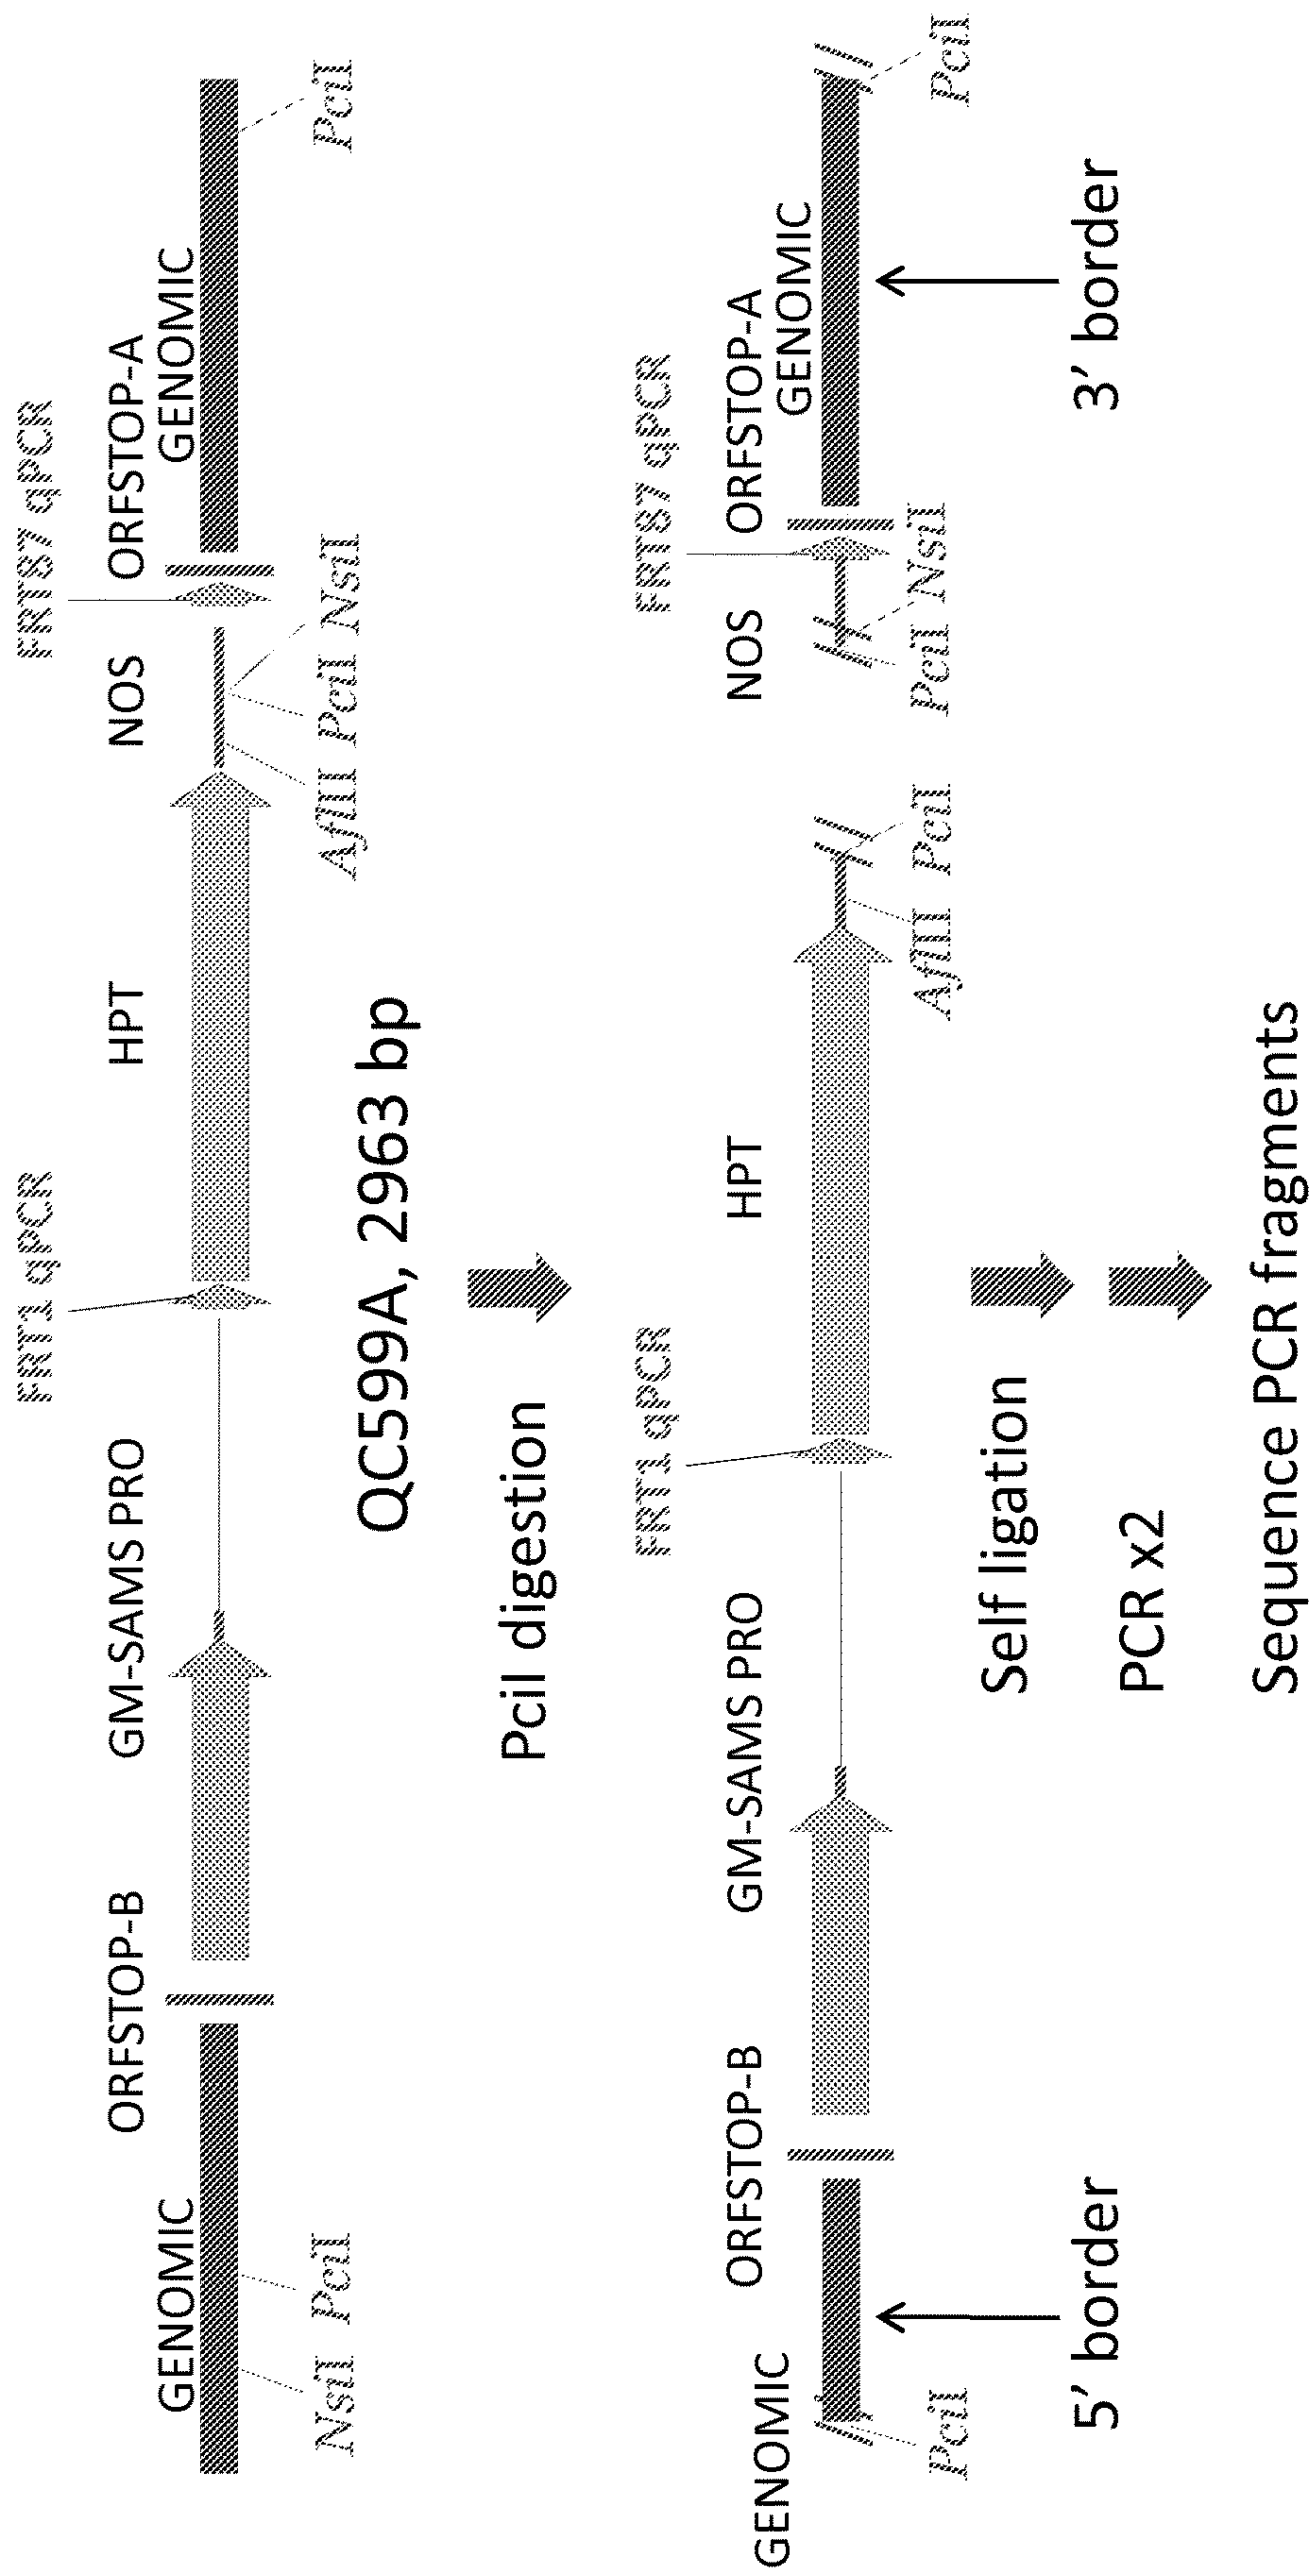 FRT1 qPCR FRT87 qPCR
ORFSTOP-B GM-SAMS PRO HPT NOS ORFSTOP-A
GENOMIC GENOMIC
NsiI PciI AflII PciI NsiI PciI
QC599A, 2963 bp
PciI digestion
FRT1 qPCR FRT87 qPCR
ORFSTOP-B GM-SAMS PRO HPT NOS ORFSTOP-A
GENOMIC GENOMIC
PciI AflII PciI PciI NsiI PciI
Self ligation
5’ border 3’ border
PCR x2
Sequence PCR fragments